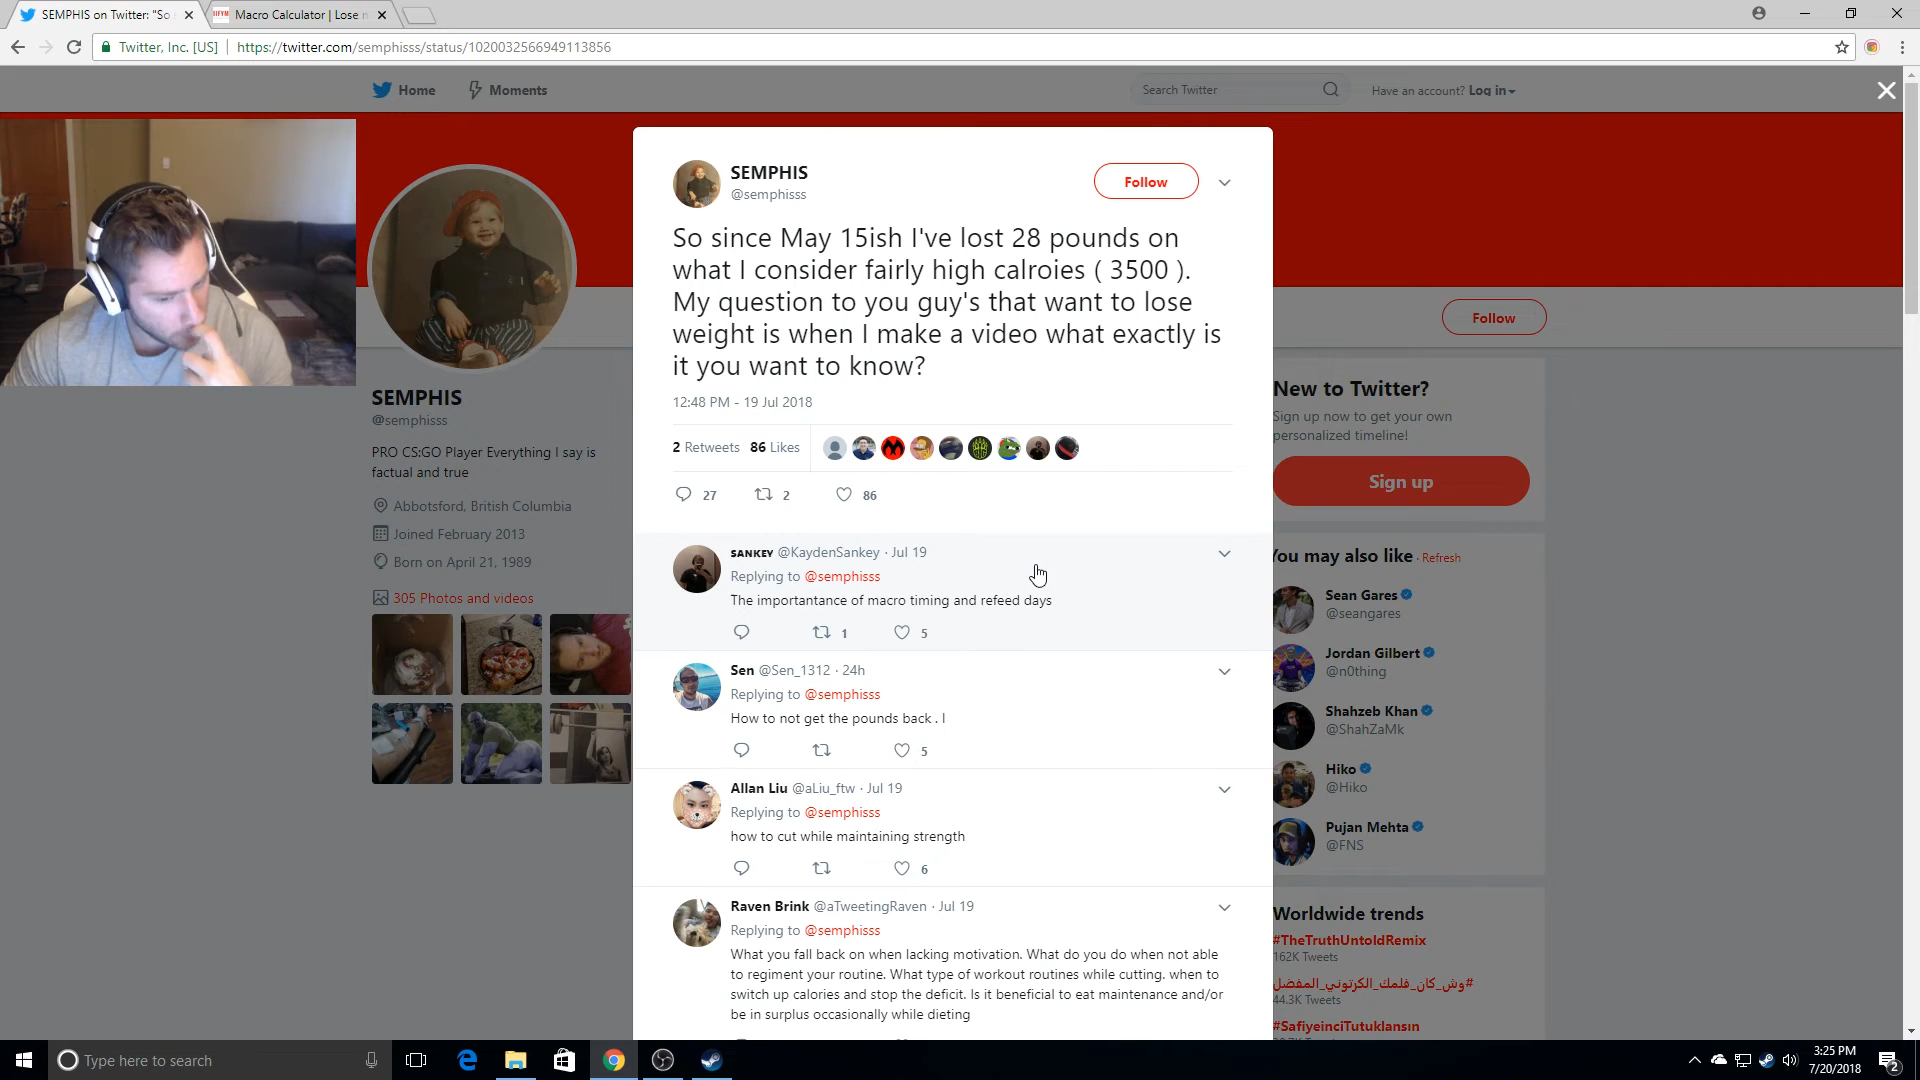 SEMPHIS on Twitter: "So
Macro Calculator | Lose
Twitter, Inc. [US]
https://twitter.com/semphisss/status/1020032566949113856
Home
Moments
Search Twitter
Have an account? Log in
SEMPHIS
@semphisss
PRO CS:GO Player Everything I say is
factual and true
Abbotsford, British Columbia
Joined February 2013
Born on April 21, 1989
305 Photos and videos
SEMPHIS
@semphisss
Follow
So since May 15ish I've lost 28 pounds on
what I consider fairly high calroies ( 3500 ).
My question to you guy's that want to lose
weight is when I make a video what exactly is
it you want to know?
12:48 PM - 19 Jul 2018
2 Retweets 86 Likes
27 2 86
SANKEY @KaydenSankey · Jul 19
Replying to @semphisss
The importantance of macro timing and refeed days
1 5
Sen @Sen_1312 · 24h
Replying to @semphisss
How to not get the pounds back . I
5
Allan Liu @aLiu_ftw · Jul 19
Replying to @semphisss
how to cut while maintaining strength
6
Raven Brink @aTweetingRaven · Jul 19
Replying to @semphisss
What you fall back on when lacking motivation. What do you do when not able
to regiment your routine. What type of workout routines while cutting. when to
switch up calories and stop the deficit. Is it beneficial to eat maintenance and/or
be in surplus occasionally while dieting
Follow
New to Twitter?
Sign up now to get your own
personalized timeline!
Sign up
You may also like · Refresh
Sean Gares
@seangares
Jordan Gilbert
@n0thing
Shahzeb Khan
@ShahZaMk
Hiko
@Hiko
Pujan Mehta
@FNS
Worldwide trends
#TheTruthUntoldRemix
162K Tweets
#وش_كان_فلمك_الكرتوني_المفضل
44.3K Tweets
#SafiyeinciTutuklansın
Type here to search
3:25 PM
7/20/2018
2